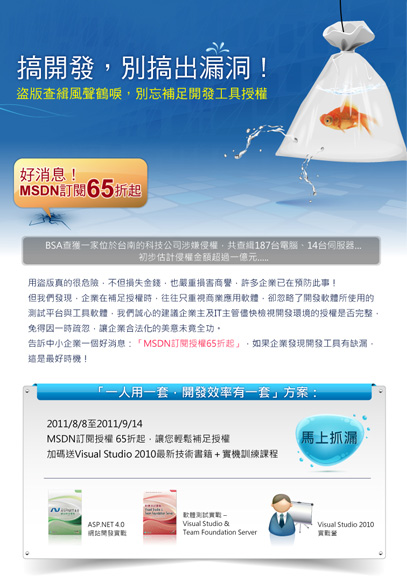 搞開發，別搞出漏洞！
盜版查緝風聲鶴唳，別忘補足開發工具授權
好消息！
MSDN訂閱65折起
BSA查獲一家位於台南的科技公司涉嫌侵權，共查緝187台電腦、14台伺服器...
初步估計侵權金額超過一億元.....
用盜版真的很危險，不但損失金錢，也嚴重損害商譽，許多企業已在預防此事！
但我們發現，企業在補足授權時，往往只重視商業應用軟體，卻忽略了開發軟體所使用的
測試平台與工具軟體，我們誠心的建議企業主及IT主管儘快檢視開發環境的授權是否完整，
免得因一時疏忽，讓企業合法化的美意未竟全功。
告訴中小企業一個好消息：「MSDN訂閱授權65折起」，如果企業發現開發工具有缺漏，
這是最好時機！
「一人用一套，開發效率有一套」方案：
2011/8/8至2011/9/14
MSDN訂閱授權 65折起，讓您輕鬆補足授權
加碼送Visual Studio 2010最新技術書籍＋實機訓練課程
馬上抓漏
ASP.NET 4.0
網站開發實戰
軟體測試實戰 –
Visual Studio &
Team Foundation Server
Visual Studio 2010
實戰營